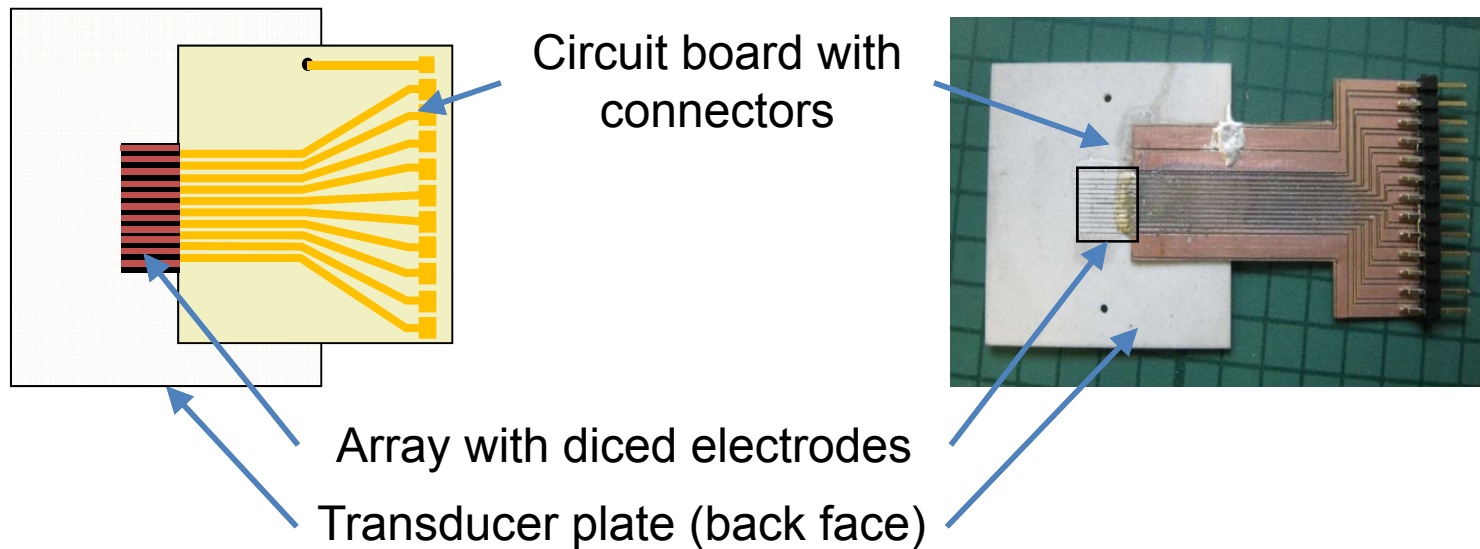 Circuit board with
connectors
Array with diced electrodes
Transducer plate (back face)